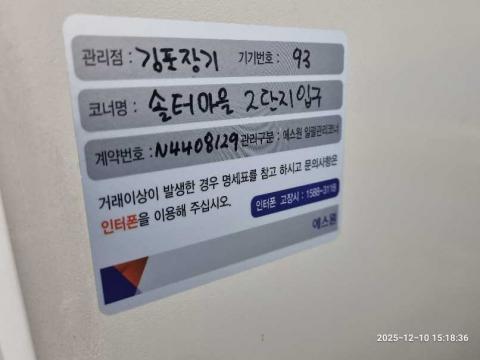 관리점 : 김포장기 기기번호 : 93
코너명 : 솔터마을 2단지입구
계약번호 : N4408129 관리구분 : 에스원 일괄관리코너
거래이상이 발생한 경우 명세표를 참고 하시고 문의사항은
인터폰을 이용해 주십시오.
인터폰 고장시 : 1588-3118
에스원
2025-12-10 15:18:36